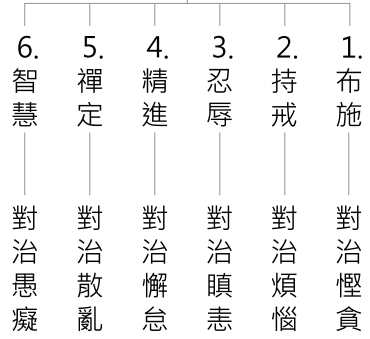 1.布施
對治慳貪
2.持戒
對治煩惱
3.忍辱
對治瞋恚
4.精進
對治懈怠
5.禪定
對治散亂
6.智慧
對治愚癡